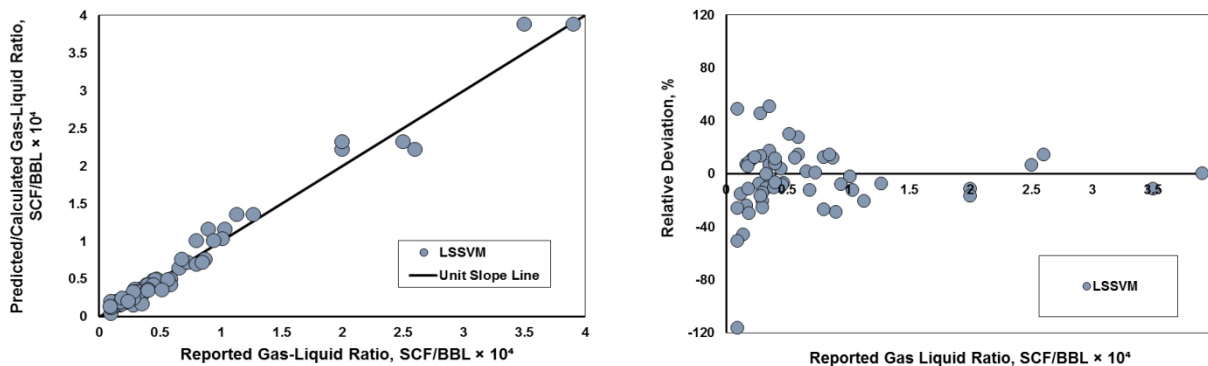 Predicted/Calculated Gas-Liquid Ratio,
SCF/BBL × 10⁴
4
3.5
3
2.5
2
1.5
1
0.5
0
0 0.5 1 1.5 2 2.5 3 3.5 4
LSSVM
Unit Slope Line
Reported Gas-Liquid Ratio, SCF/BBL × 10⁴
Relative Deviation, %
120
80
40
0
-40
-80
-120
0 0.5 1 1.5 2 2.5 3 3.5
LSSVM
Reported Gas Liquid Ratio, SCF/BBL × 10⁴